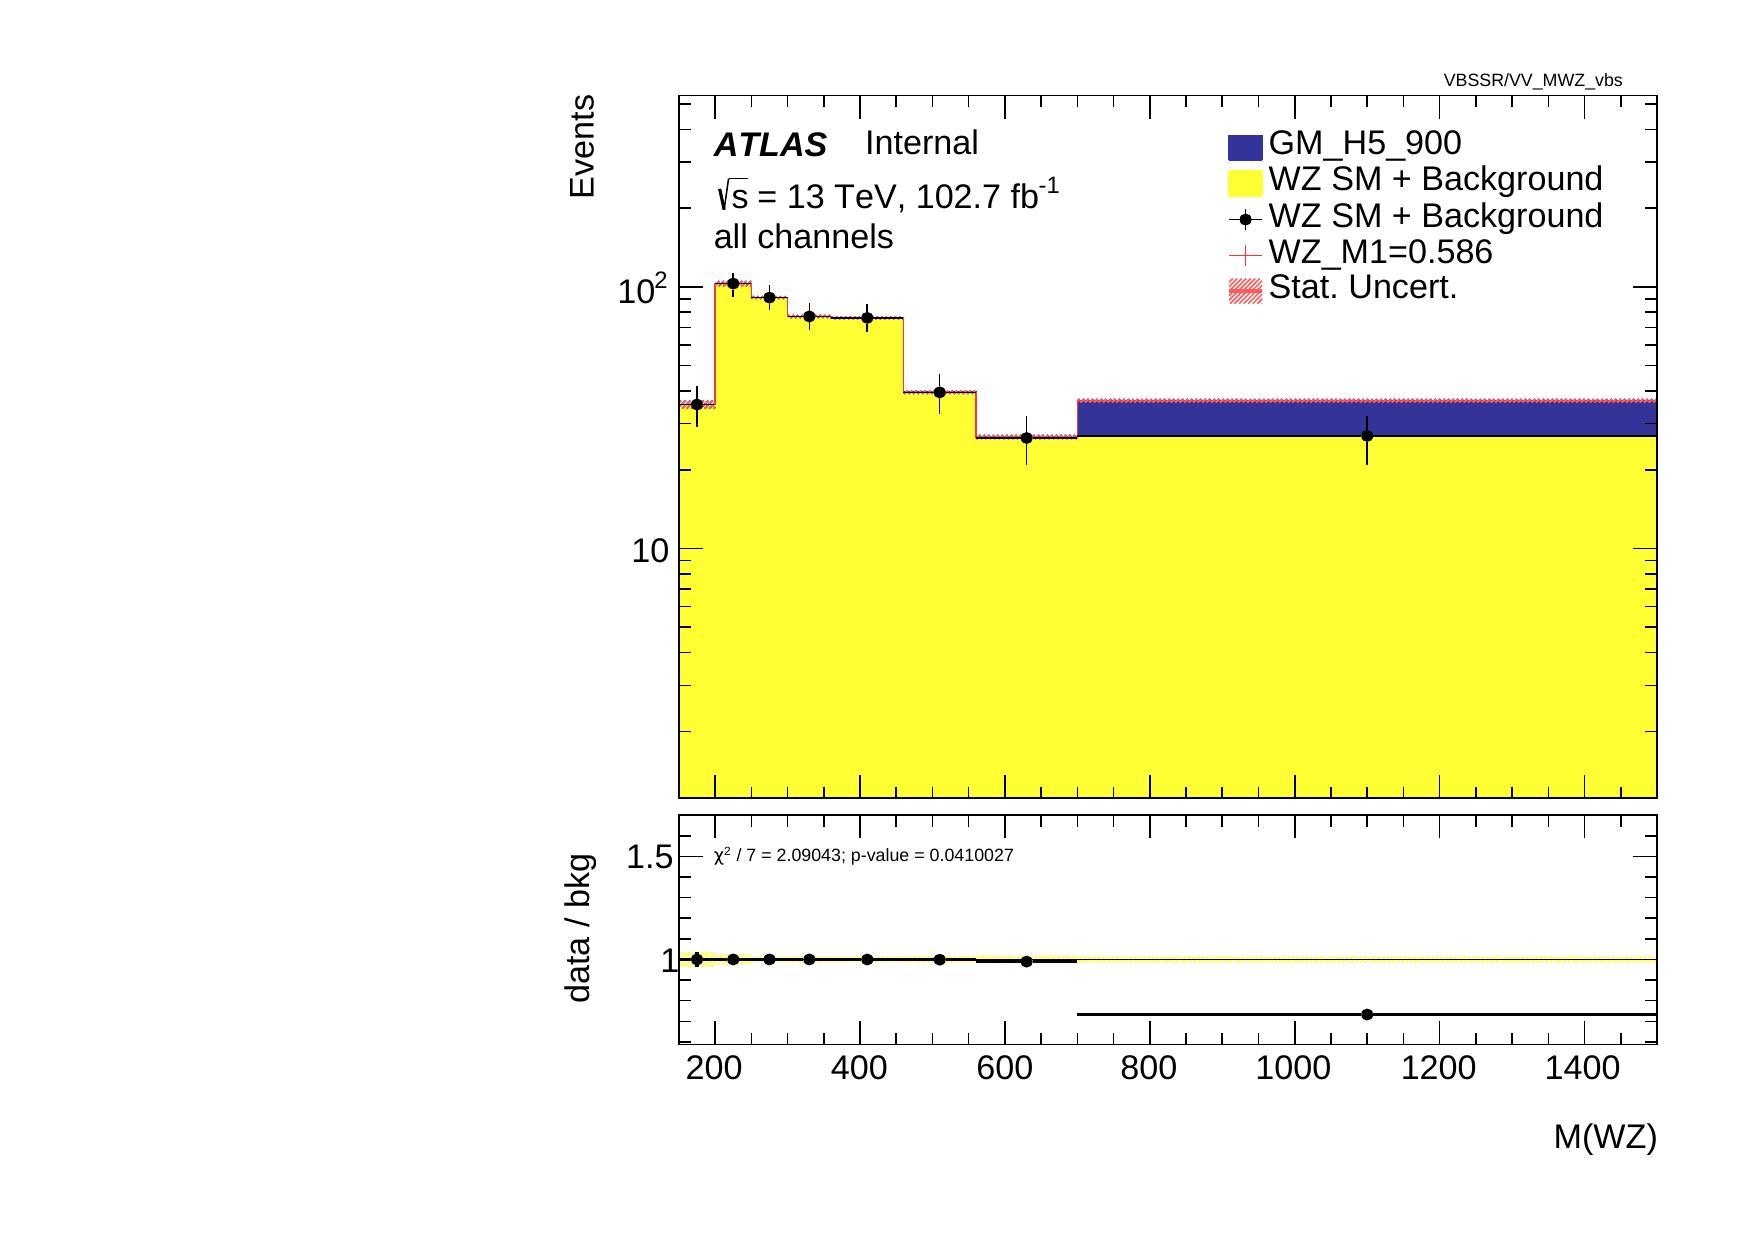 VBSSR/VV_MWZ_vbs
Events
ATLAS Internal
√s = 13 TeV, 102.7 fb-1
all channels
GM_H5_900
WZ SM + Background
WZ SM + Background
WZ_M1=0.586
Stat. Uncert.
10²
10
data / bkg
1.5
χ² / 7 = 2.09043; p-value = 0.0410027
1
200 400 600 800 1000 1200 1400
M(WZ)